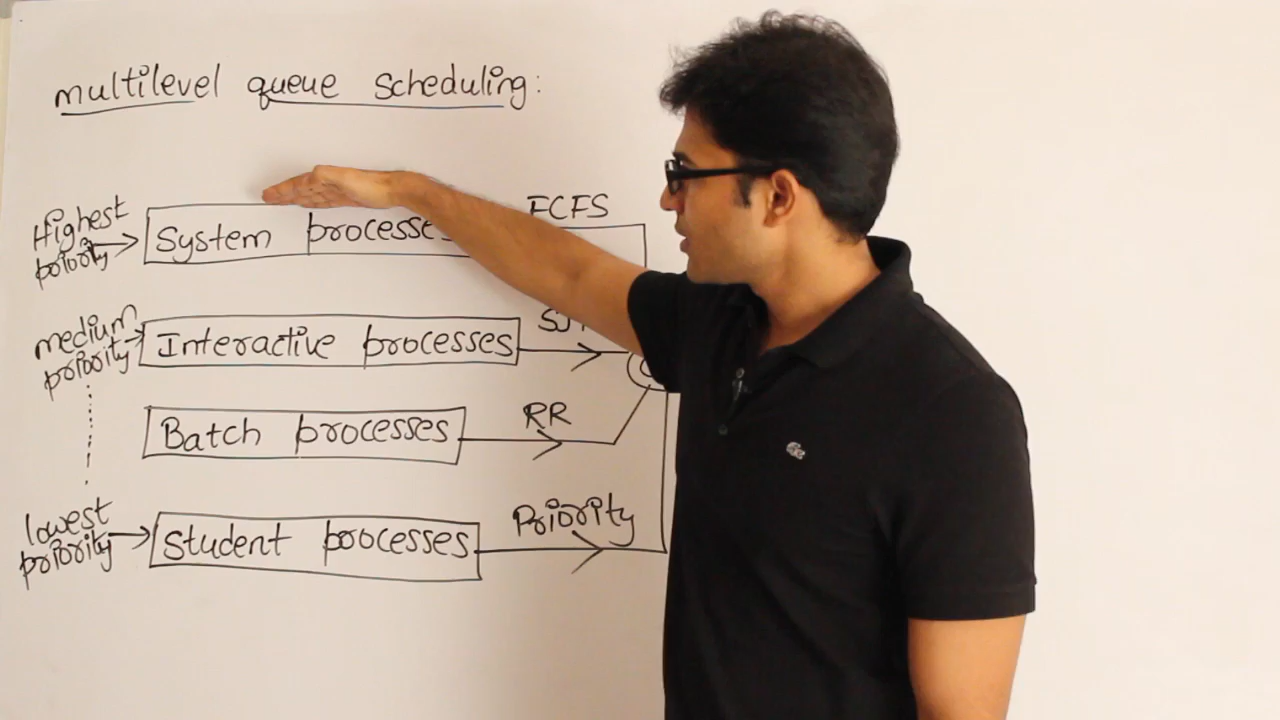 multilevel queue scheduling:
Highest
priority
System processes
FCFS
medium
priority
Interactive processes
Batch processes
RR
lowest
priority
Student processes
Priority